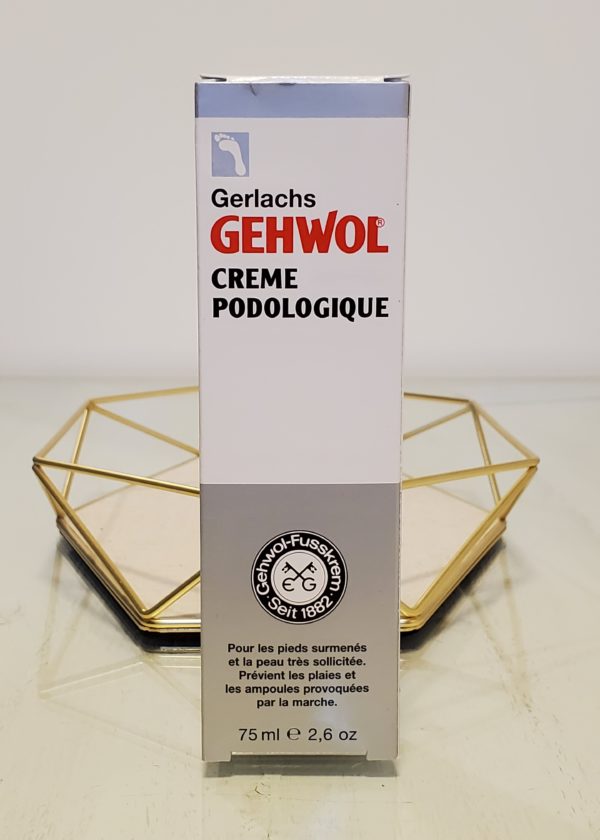 Gerlachs
GEHWOL®
CREME
PODOLOGIQUE
Gehwol-Fusskrem
EG
· Seit 1882 ·
Pour les pieds surmenés
et la peau très sollicitée.
Prévient les plaies et
les ampoules provoquées
par la marche.
75 ml ℮ 2,6 oz